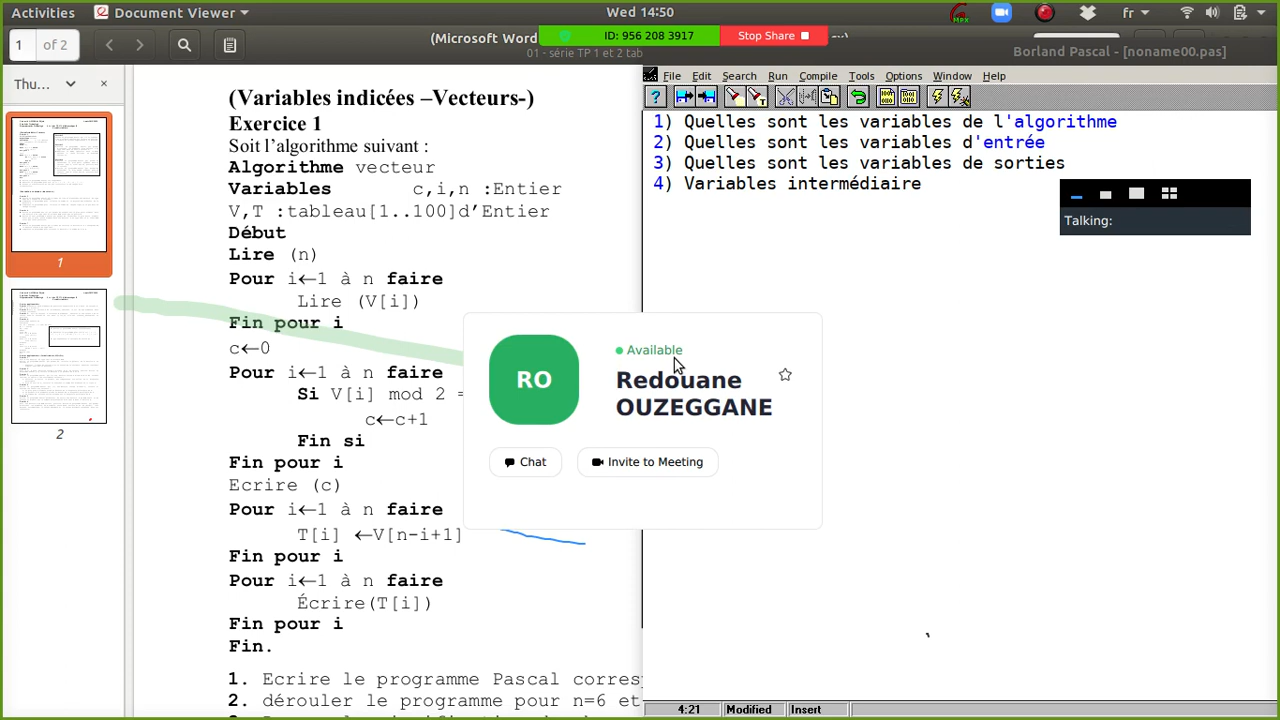 Activities Document Viewer Wed 14:50 fr
1 of 2 (Microsoft Word ID: 956 208 3917 Stop Share
01 - série TP 1 et 2 tab
Borland Pascal - [noname00.pas]
Thu...
1
2
(Variables indicées –Vecteurs-)
Exercice 1
Soit l'algorithme suivant :
Algorithme vecteur
Variables c,i,n :Entier
V,T :tableau[1..100]d'Entier
Début
Lire (n)
Pour i←1 à n faire
Lire (V[i])
Fin pour i
c←0
Pour i←1 à n faire
Si V[i] mod 2 =
c←c+1
Fin si
Fin pour i
Ecrire (c)
Pour i←1 à n faire
T[i] ←V[n-i+1]
Fin pour i
Pour i←1 à n faire
Écrire(T[i])
Fin pour i
Fin.
1. Ecrire le programme Pascal
2. dérouler le programme pour n=6 et
File Edit Search Run Compile Tools Options Window Help
1) Quelles sont les variables de l'algorithme
2) Quelles sont les variables d'entrée
3) Quelles sont les variables de sorties
4) Variables intermédiaire
Talking:
RO
Available
Redouane
OUZEGGANE
Chat Invite to Meeting
4:21 Modified Insert